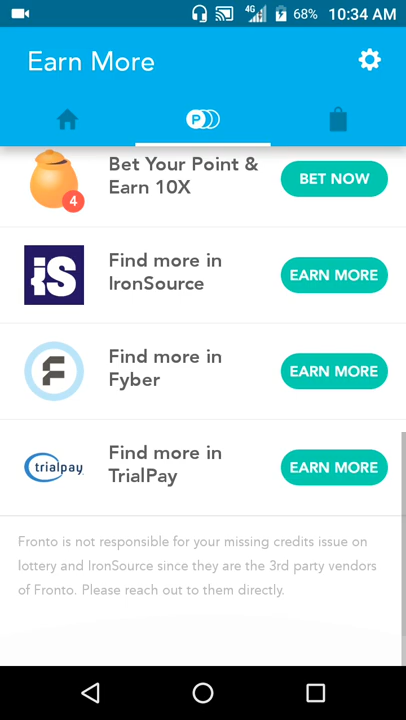 4G 68% 10:34 AM
Earn More
P
Bet Your Point &
Earn 10X
4
BET NOW
iS
Find more in
IronSource
EARN MORE
F
Find more in
Fyber
EARN MORE
trialpay
Find more in
TrialPay
EARN MORE
Fronto is not responsible for your missing credits issue on
lottery and IronSource since they are the 3rd party vendors
of Fronto. Please reach out to them directly.